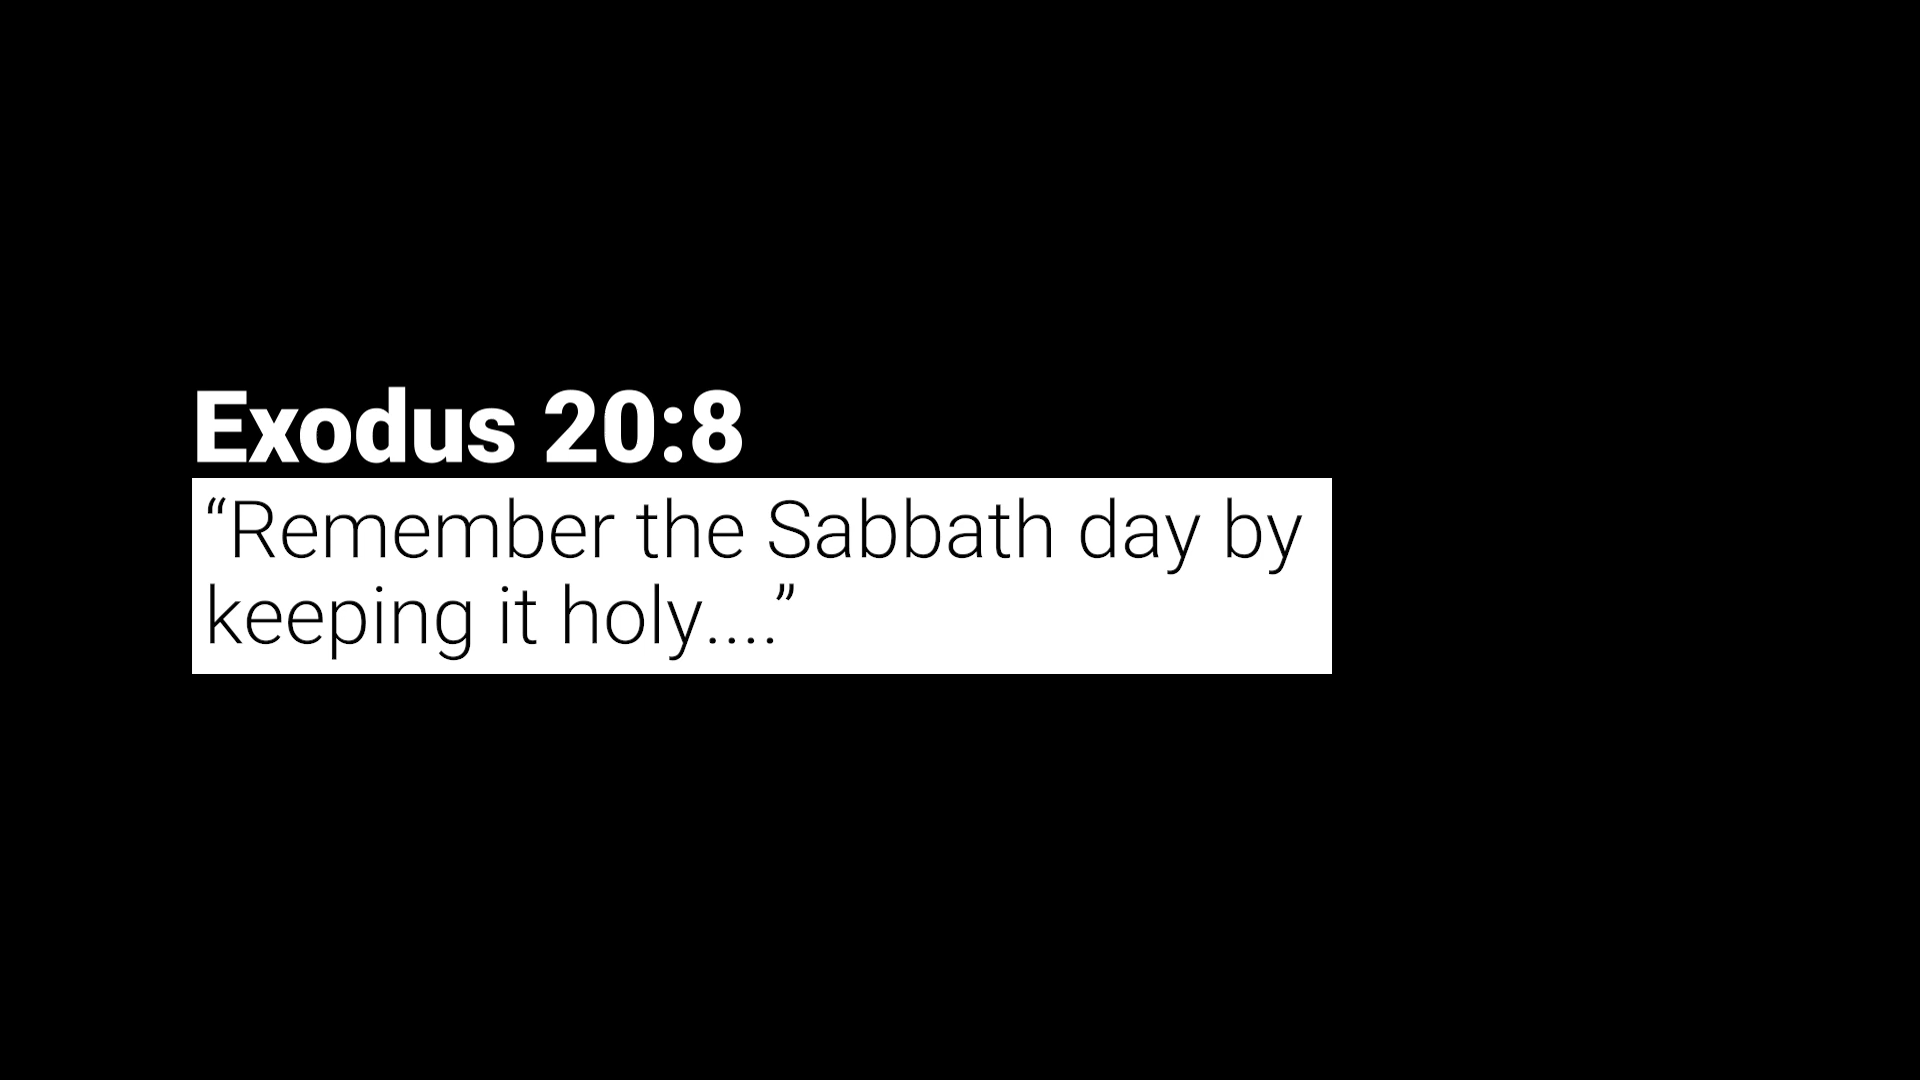 Exodus 20:8
“Remember the Sabbath day by
keeping it holy....”